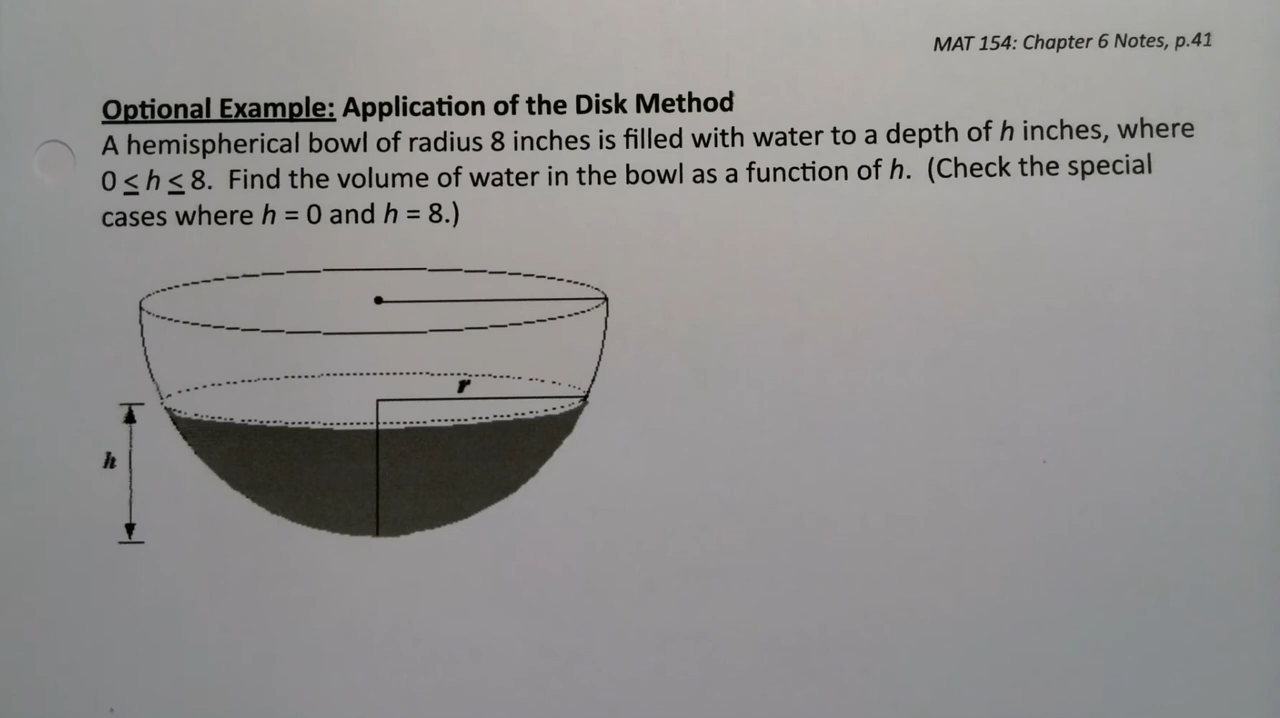 MAT 154: Chapter 6 Notes, p.41
Optional Example: Application of the Disk Method
A hemispherical bowl of radius 8 inches is filled with water to a depth of h inches, where
0 ≤ h ≤ 8. Find the volume of water in the bowl as a function of h. (Check the special
cases where h = 0 and h = 8.)
r
h